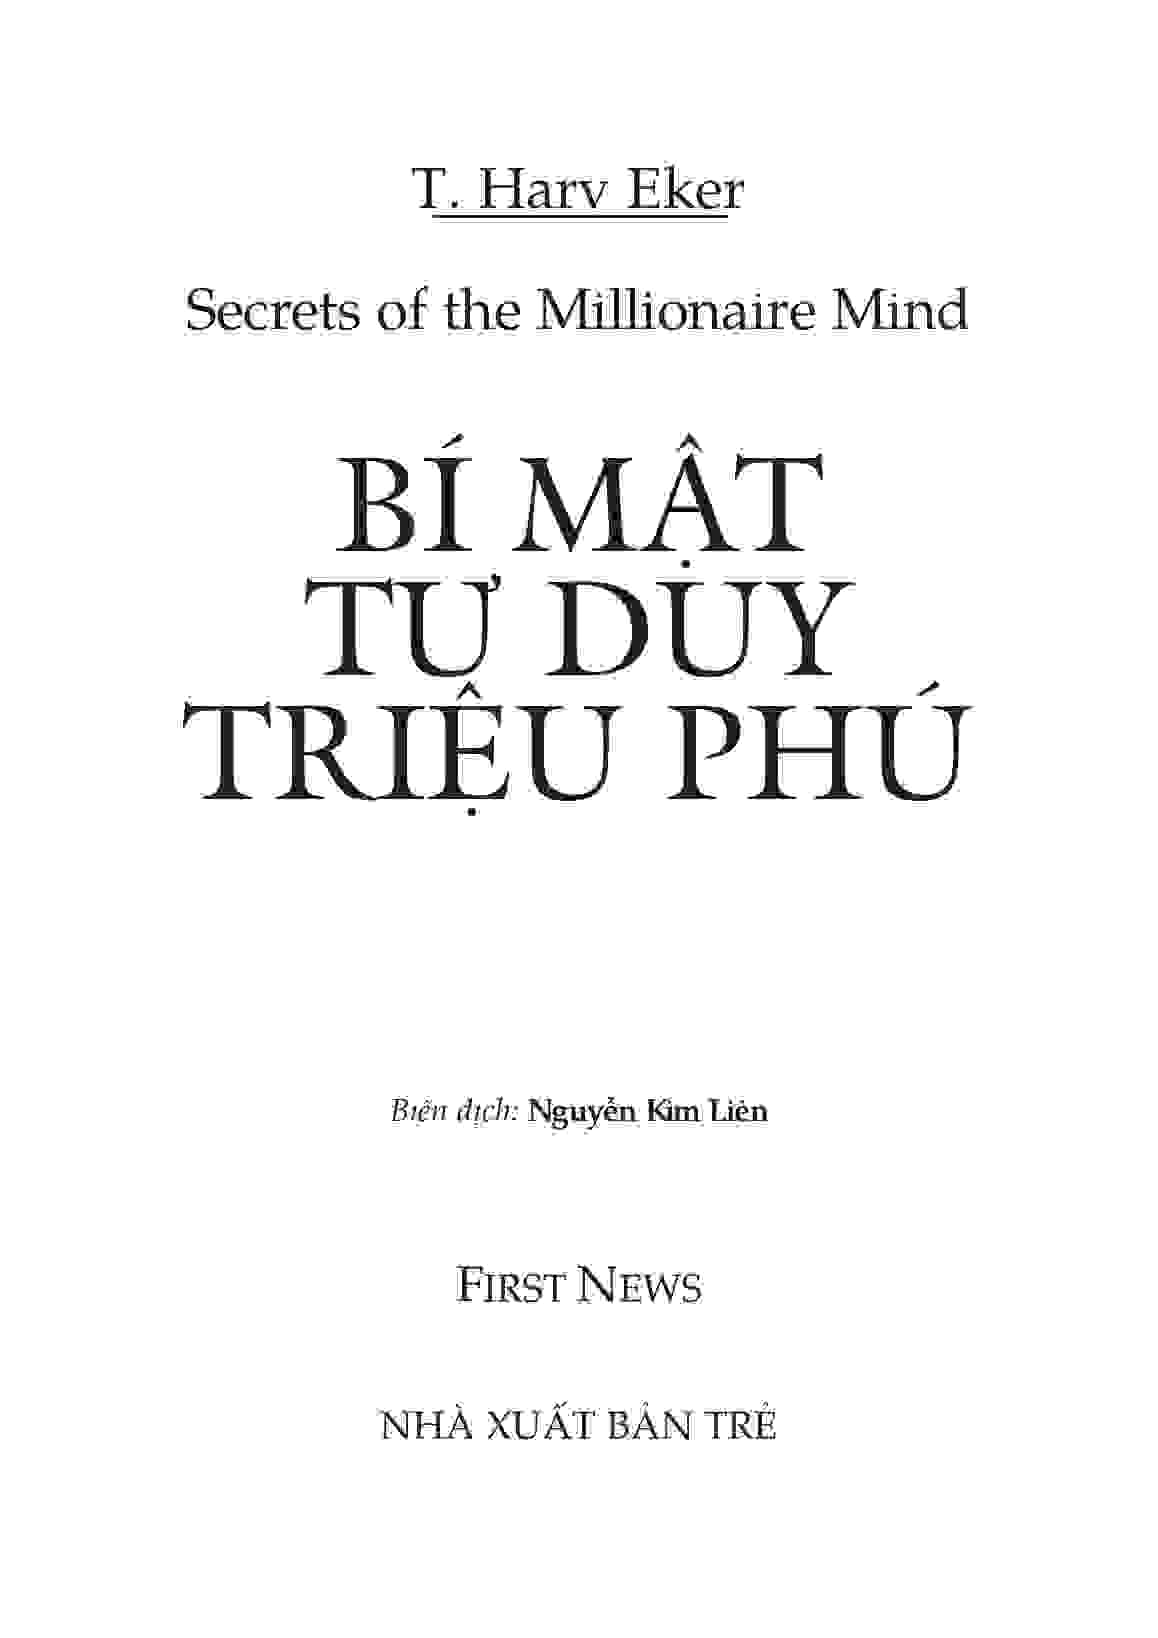 T. Harv Eker
Secrets of the Millionaire Mind
BÍ MẬT
TƯ DUY
TRIỆU PHÚ
Biên dịch: Nguyễn Kim Liên
FIRST NEWS
NHÀ XUẤT BẢN TRẺ